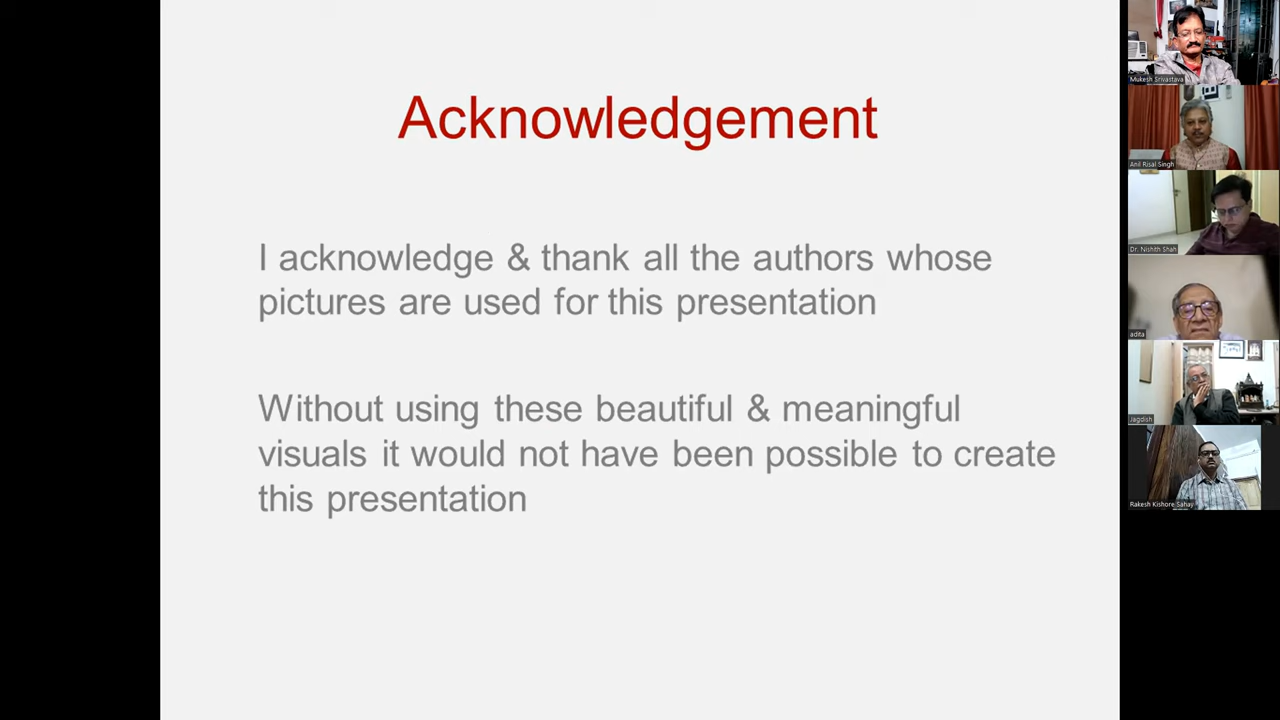 Acknowledgement
I acknowledge & thank all the authors whose
pictures are used for this presentation
Without using these beautiful & meaningful
visuals it would not have been possible to create
this presentation
Mukesh Srivastava
Anil Risal Singh
Dr. Nishith Shah
adita
Jagdish
Rakesh Kishore Sahay